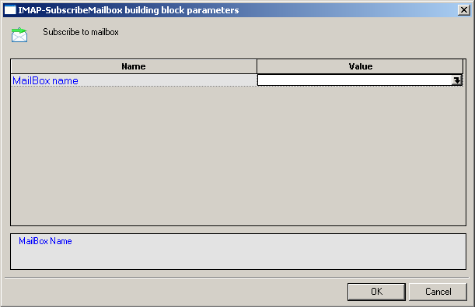 IMAP-SubscribeMailbox building block parameters
Subscribe to mailbox
Name Value
MailBox name
MailBox Name
OK Cancel